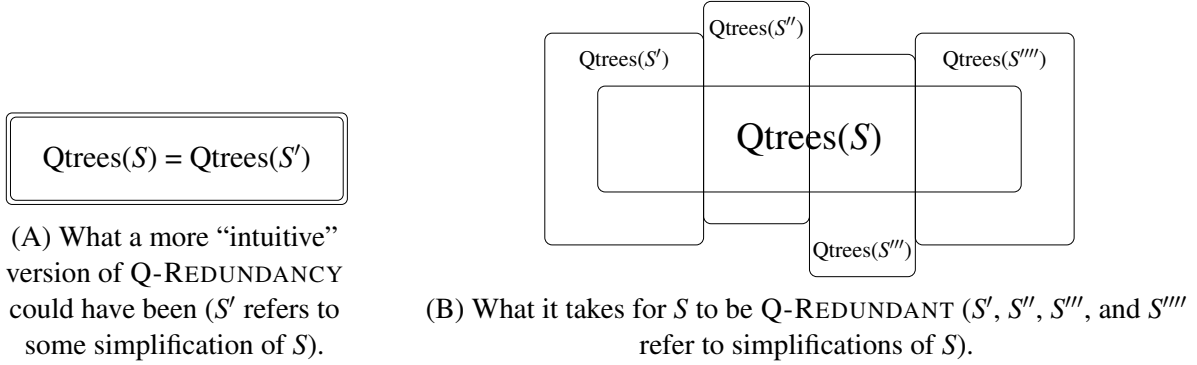 Qtrees(S) = Qtrees(S′)
(A) What a more “intuitive”
version of Q-REDUNDANCY
could have been (S′ refers to
some simplification of S).
Qtrees(S′′)
Qtrees(S′)
Qtrees(S′′′′)
Qtrees(S)
Qtrees(S′′′)
(B) What it takes for S to be Q-REDUNDANT (S′, S′′, S′′′, and S′′′′
refer to simplifications of S).